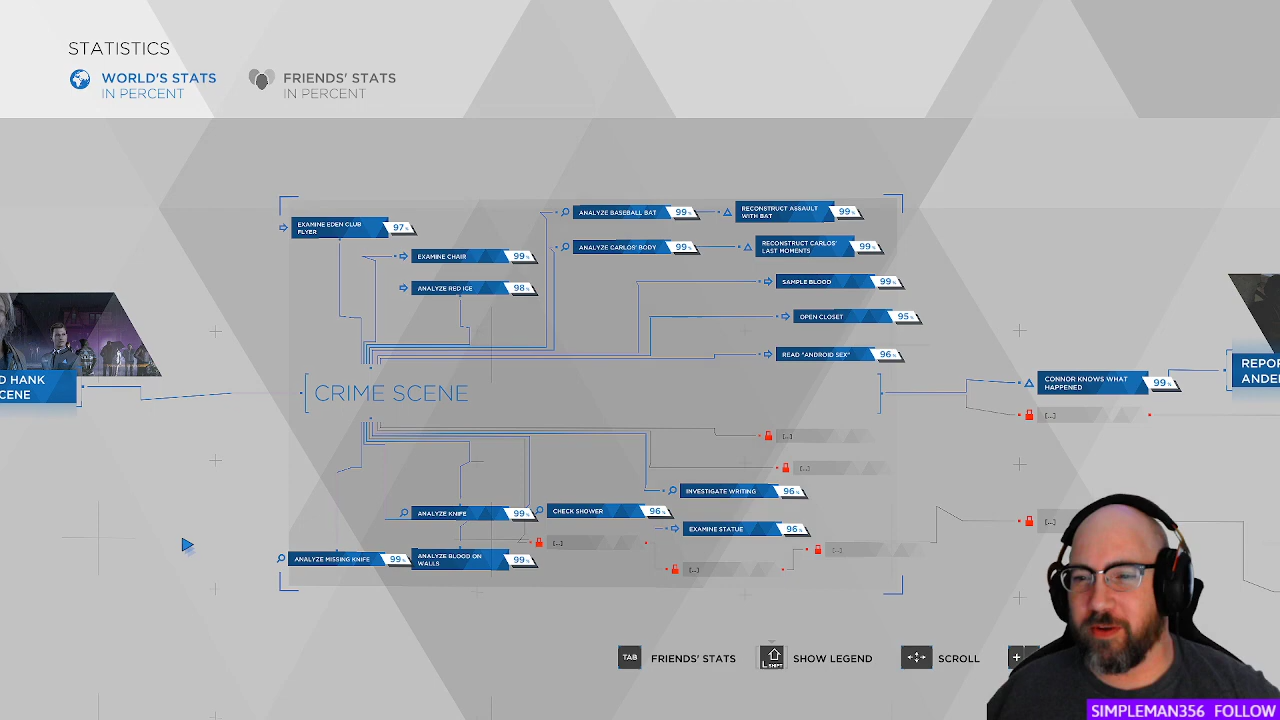 STATISTICS
WORLD'S STATS
IN PERCENT
FRIENDS' STATS
IN PERCENT
EXAMINE EDEN CLUB
FLYER
97%
EXAMINE CHAIR
99%
ANALYZE RED ICE
98%
ANALYZE BASEBALL BAT
99%
RECONSTRUCT ASSAULT
WITH BAT
99%
ANALYZE CARLOS' BODY
99%
RECONSTRUCT CARLOS'
LAST MOMENTS
99%
SAMPLE BLOOD
99%
OPEN CLOSET
95%
READ "ANDROID SEX"
96%
D HANK
CENE
CRIME SCENE
CONNOR KNOWS WHAT
HAPPENED
99%
REPOR
ANDE
[...]
[...]
[...]
INVESTIGATE WRITING
96%
ANALYZE KNIFE
99%
CHECK SHOWER
96%
EXAMINE STATUE
96%
[...]
[...]
[...]
[...]
ANALYZE MISSING KNIFE
99%
ANALYZE BLOOD ON
WALLS
99%
TAB
FRIENDS' STATS
L SHIFT
SHOW LEGEND
SCROLL
+
SIMPLEMAN356 FOLLOW